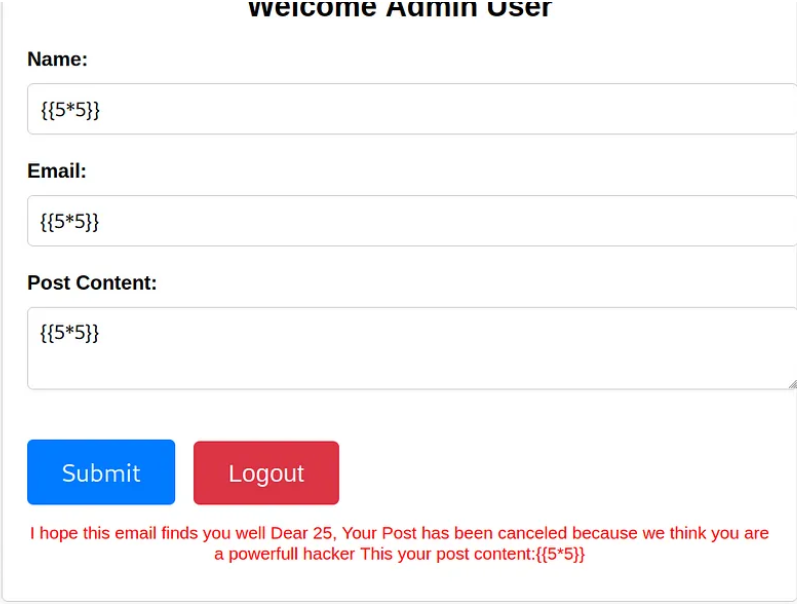 Welcome Admin User
Name:
{{5*5}}
Email:
{{5*5}}
Post Content:
{{5*5}}
Submit Logout
I hope this email finds you well Dear 25, Your Post has been canceled because we think you are
a powerfull hacker This your post content:{{5*5}}